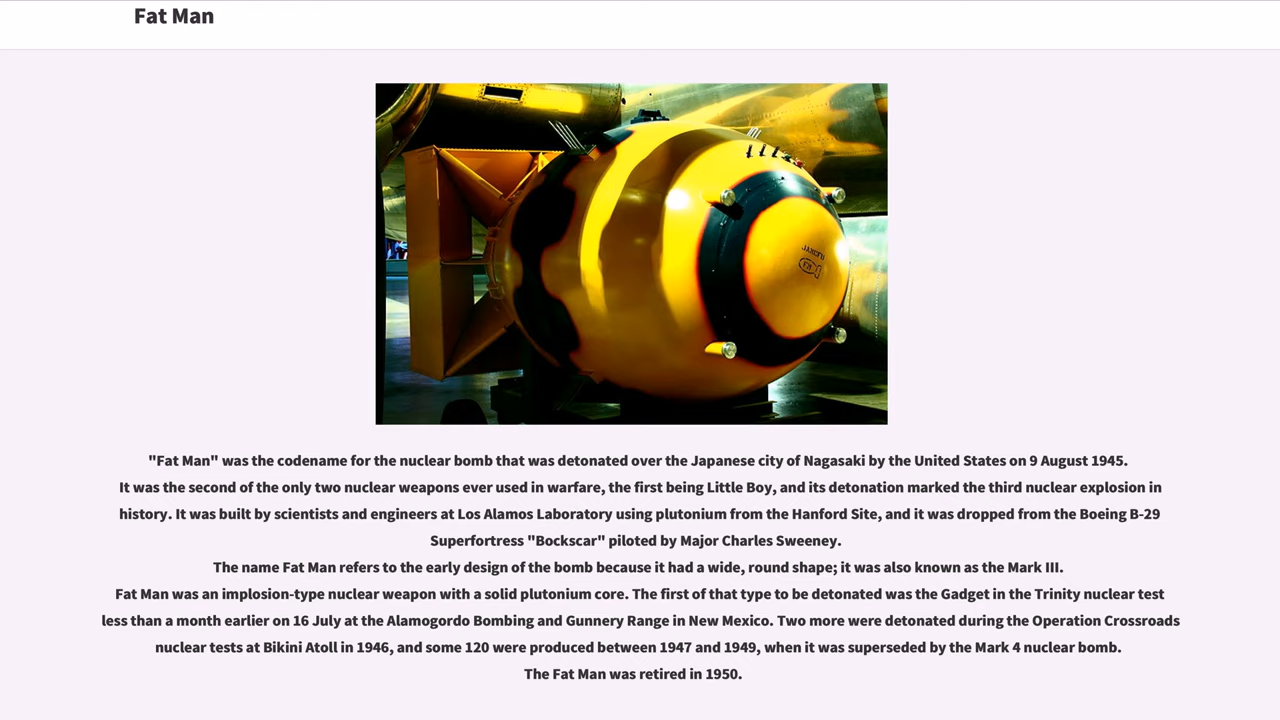 Fat Man
JANCFU
FM
"Fat Man" was the codename for the nuclear bomb that was detonated over the Japanese city of Nagasaki by the United States on 9 August 1945.
It was the second of the only two nuclear weapons ever used in warfare, the first being Little Boy, and its detonation marked the third nuclear explosion in
history. It was built by scientists and engineers at Los Alamos Laboratory using plutonium from the Hanford Site, and it was dropped from the Boeing B-29
Superfortress "Bockscar" piloted by Major Charles Sweeney.
The name Fat Man refers to the early design of the bomb because it had a wide, round shape; it was also known as the Mark III.
Fat Man was an implosion-type nuclear weapon with a solid plutonium core. The first of that type to be detonated was the Gadget in the Trinity nuclear test
less than a month earlier on 16 July at the Alamogordo Bombing and Gunnery Range in New Mexico. Two more were detonated during the Operation Crossroads
nuclear tests at Bikini Atoll in 1946, and some 120 were produced between 1947 and 1949, when it was superseded by the Mark 4 nuclear bomb.
The Fat Man was retired in 1950.